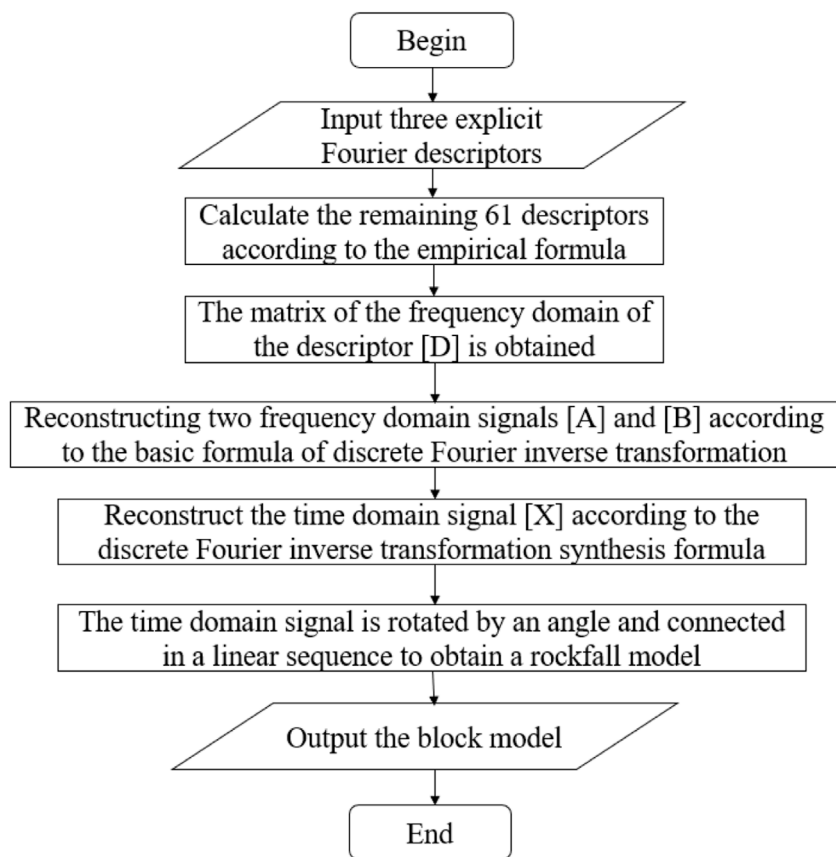 Begin
Input three explicit
Fourier descriptors
Calculate the remaining 61 descriptors
according to the empirical formula
The matrix of the frequency domain of
the descriptor [D] is obtained
Reconstructing two frequency domain signals [A] and [B] according
to the basic formula of discrete Fourier inverse transformation
Reconstruct the time domain signal [X] according to the
discrete Fourier inverse transformation synthesis formula
The time domain signal is rotated by an angle and connected
in a linear sequence to obtain a rockfall model
Output the block model
End